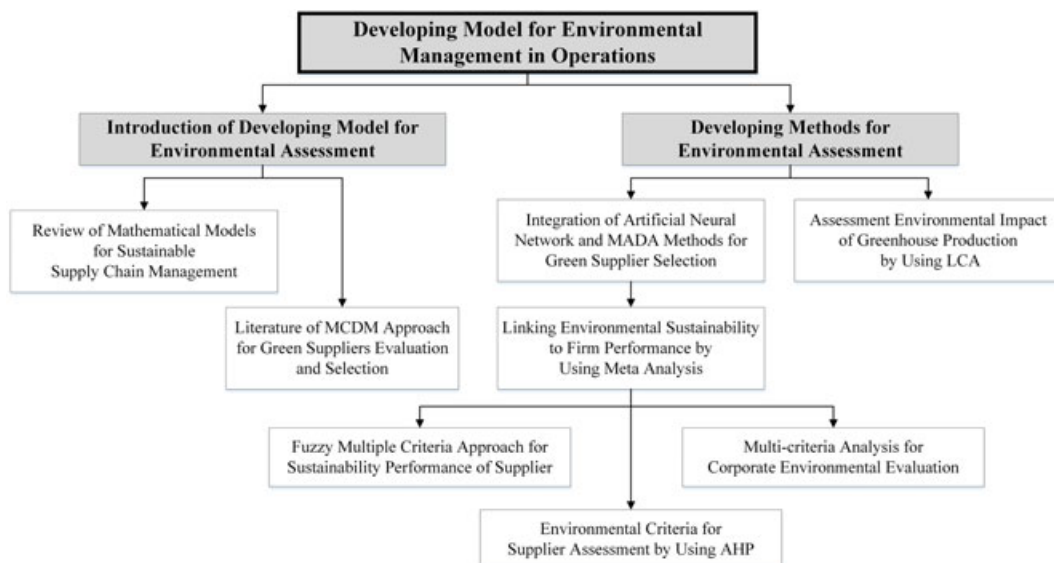 Developing Model for Environmental
Management in Operations
Introduction of Developing Model for
Environmental Assessment
Developing Methods for
Environmental Assessment
Review of Mathematical Models
for Sustainable
Supply Chain Management
Integration of Artificial Neural
Network and MADA Methods for
Green Supplier Selection
Assessment Environmental Impact
of Greenhouse Production
by Using LCA
Literature of MCDM Approach
for Green Suppliers Evaluation
and Selection
Linking Environmental Sustainability
to Firm Performance by
Using Meta Analysis
Fuzzy Multiple Criteria Approach for
Sustainability Performance of Supplier
Multi-criteria Analysis for
Corporate Environmental Evaluation
Environmental Criteria for
Supplier Assessment by Using AHP